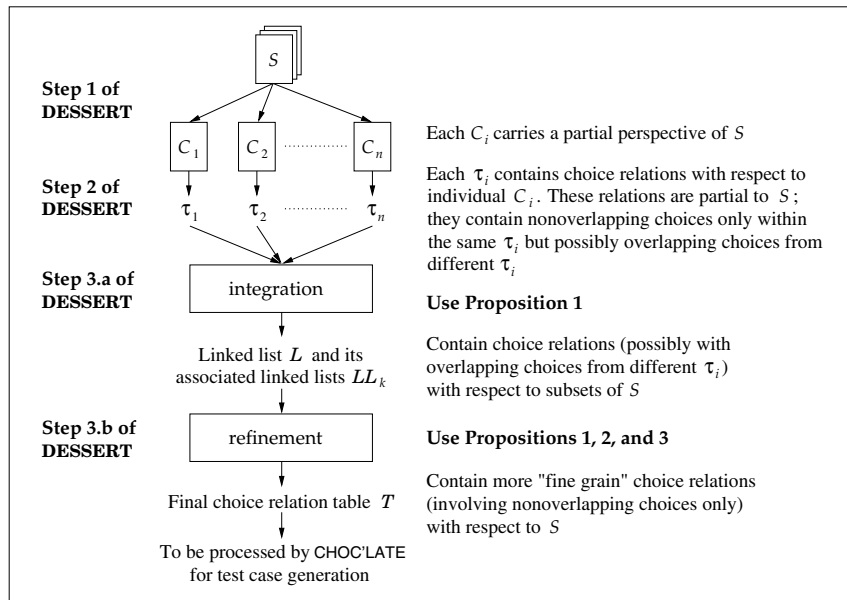 S
Step 1 of
DESSERT
C1 C2 ........ Cn
Each Ci carries a partial perspective of S
Step 2 of
DESSERT
τ1 τ2 ........ τn
Each τi contains choice relations with respect to
individual Ci. These relations are partial to S;
they contain nonoverlapping choices only within
the same τi but possibly overlapping choices from
different τi
Step 3.a of
DESSERT
integration
Use Proposition 1
Linked list L and its
associated linked lists LLk
Contain choice relations (possibly with
overlapping choices from different τi)
with respect to subsets of S
Step 3.b of
DESSERT
refinement
Use Propositions 1, 2, and 3
Final choice relation table T
Contain more "fine grain" choice relations
(involving nonoverlapping choices only)
with respect to S
To be processed by CHOC'LATE
for test case generation